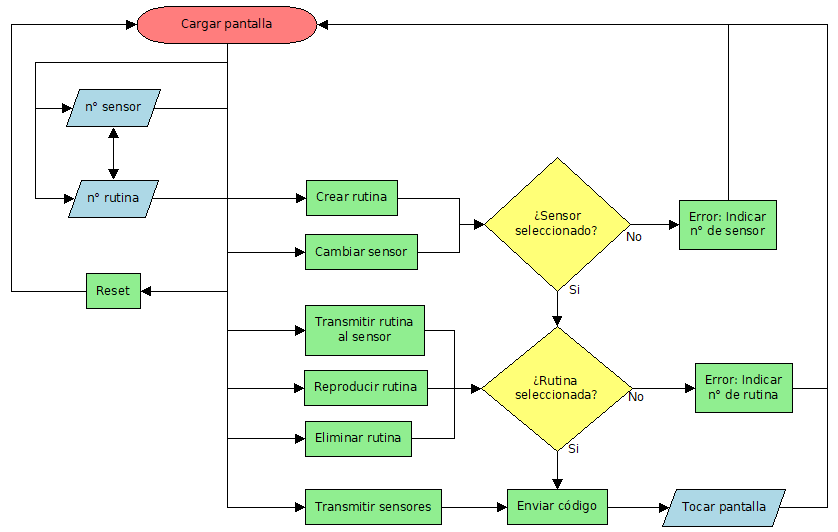 Cargar pantalla
n° sensor
n° rutina
Crear rutina
¿Sensor
seleccionado?
Error: Indicar
n° de sensor
No
Cambiar sensor
Reset
Si
Transmitir rutina
al sensor
¿Rutina
seleccionada?
Error: Indicar
n° de rutina
Reproducir rutina
No
Eliminar rutina
Si
Transmitir sensores
Enviar código
Tocar pantalla